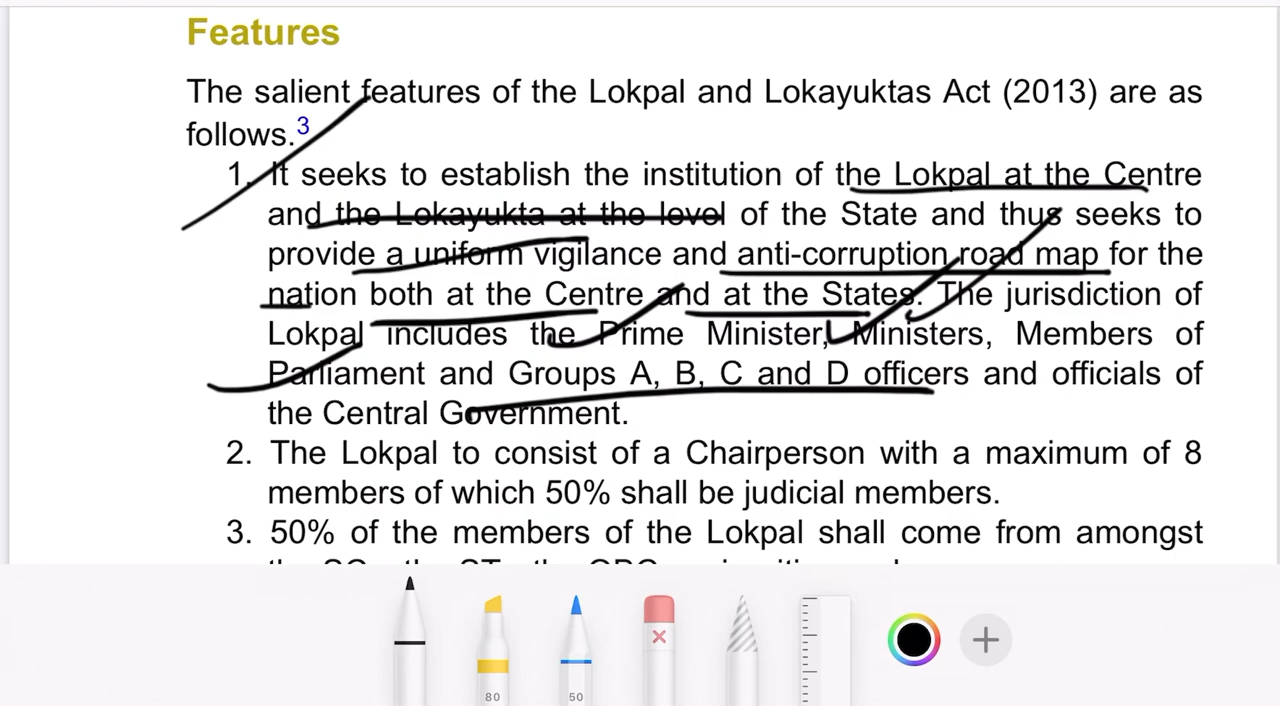 Features
The salient features of the Lokpal and Lokayuktas Act (2013) are as
follows.3
1. It seeks to establish the institution of the Lokpal at the Centre
and the Lokayukta at the level of the State and thus seeks to
provide a uniform vigilance and anti-corruption road map for the
nation both at the Centre and at the States. The jurisdiction of
Lokpal includes the Prime Minister, Ministers, Members of
Parliament and Groups A, B, C and D officers and officials of
the Central Government.
2. The Lokpal to consist of a Chairperson with a maximum of 8
members of which 50% shall be judicial members.
3. 50% of the members of the Lokpal shall come from amongst
80
50